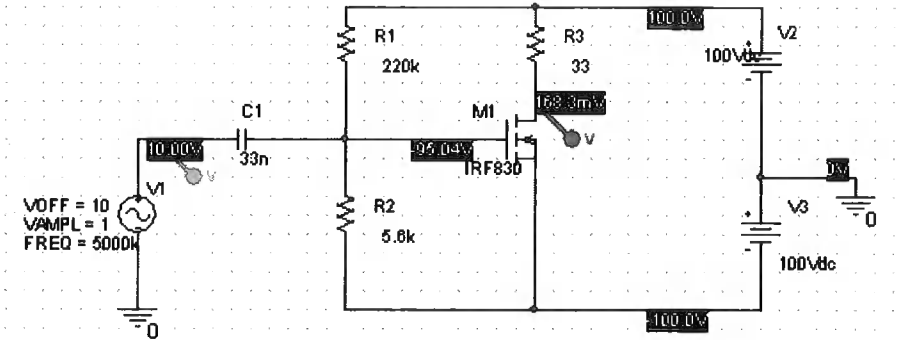 100.0V
V2
R1
R3
100Vdc
220k
33
C1
M1
168.3mV
10.00V
33n
-95.04V
V
V
IRF830
0V
V1
VOFF = 10
VAMPL = 1
FREQ = 5000k
R2
V3
0
5.6k
100Vdc
-100.0V
0